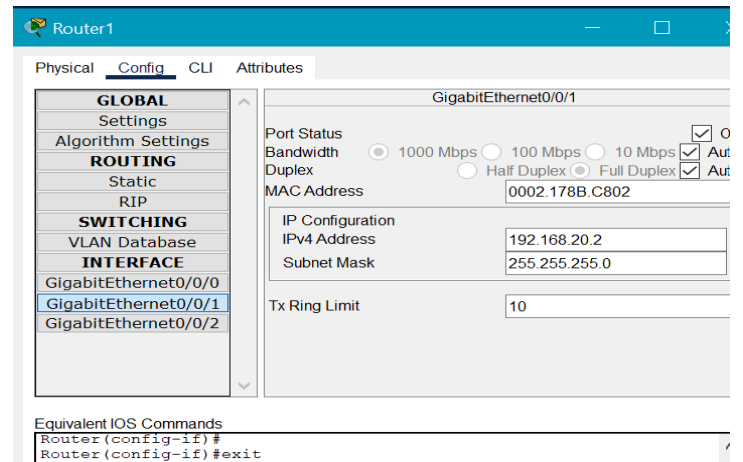 Router1
Physical Config CLI Attributes
GLOBAL
Settings
Algorithm Settings
ROUTING
Static
RIP
SWITCHING
VLAN Database
INTERFACE
GigabitEthernet0/0/0
GigabitEthernet0/0/1
GigabitEthernet0/0/2
GigabitEthernet0/0/1
Port Status O
Bandwidth 1000 Mbps 100 Mbps 10 Mbps Aut
Duplex Half Duplex Full Duplex Aut
MAC Address 0002.178B.C802
IP Configuration
IPv4 Address 192.168.20.2
Subnet Mask 255.255.255.0
Tx Ring Limit 10
Equivalent IOS Commands
Router(config-if)#
Router(config-if)#exit